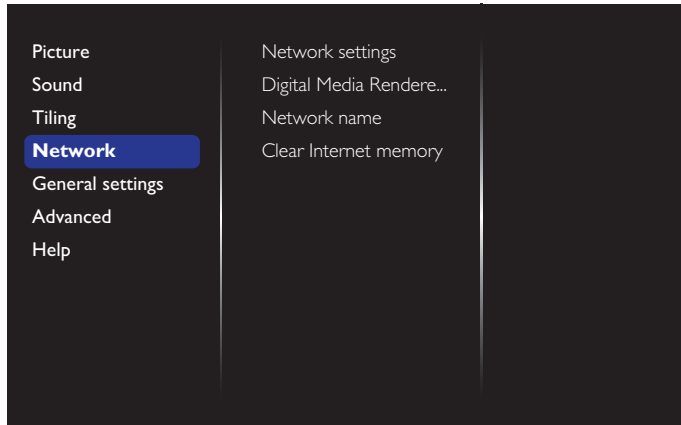 Picture
Sound
Tiling
Network
General settings
Advanced
Help
Network settings
Digital Media Rendere...
Network name
Clear Internet memory